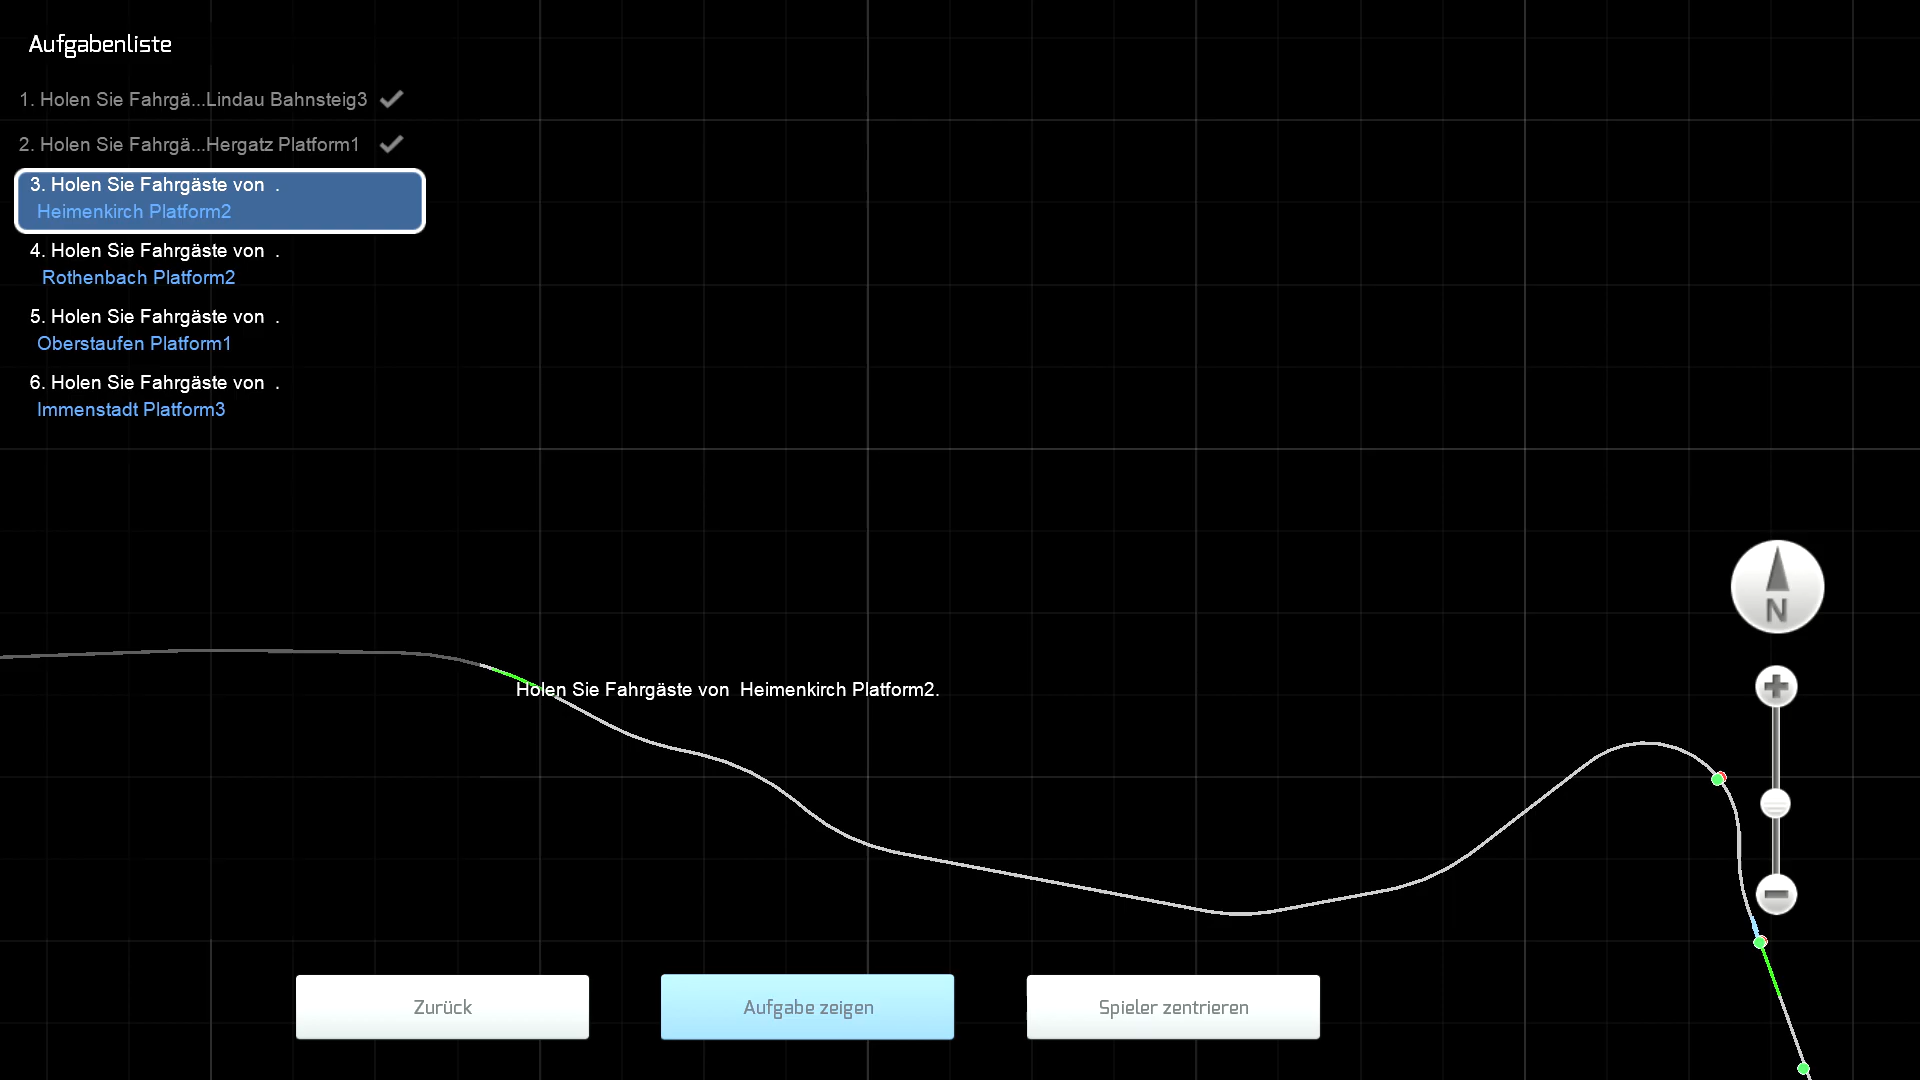 Aufgabenliste
1. Holen Sie Fahrgä...Lindau Bahnsteig3
2. Holen Sie Fahrgä...Hergatz Platform1
3. Holen Sie Fahrgäste von .
Heimenkirch Platform2
4. Holen Sie Fahrgäste von .
Rothenbach Platform2
5. Holen Sie Fahrgäste von .
Oberstaufen Platform1
6. Holen Sie Fahrgäste von .
Immenstadt Platform3
N
Holen Sie Fahrgäste von Heimenkirch Platform2.
Zurück
Aufgabe zeigen
Spieler zentrieren